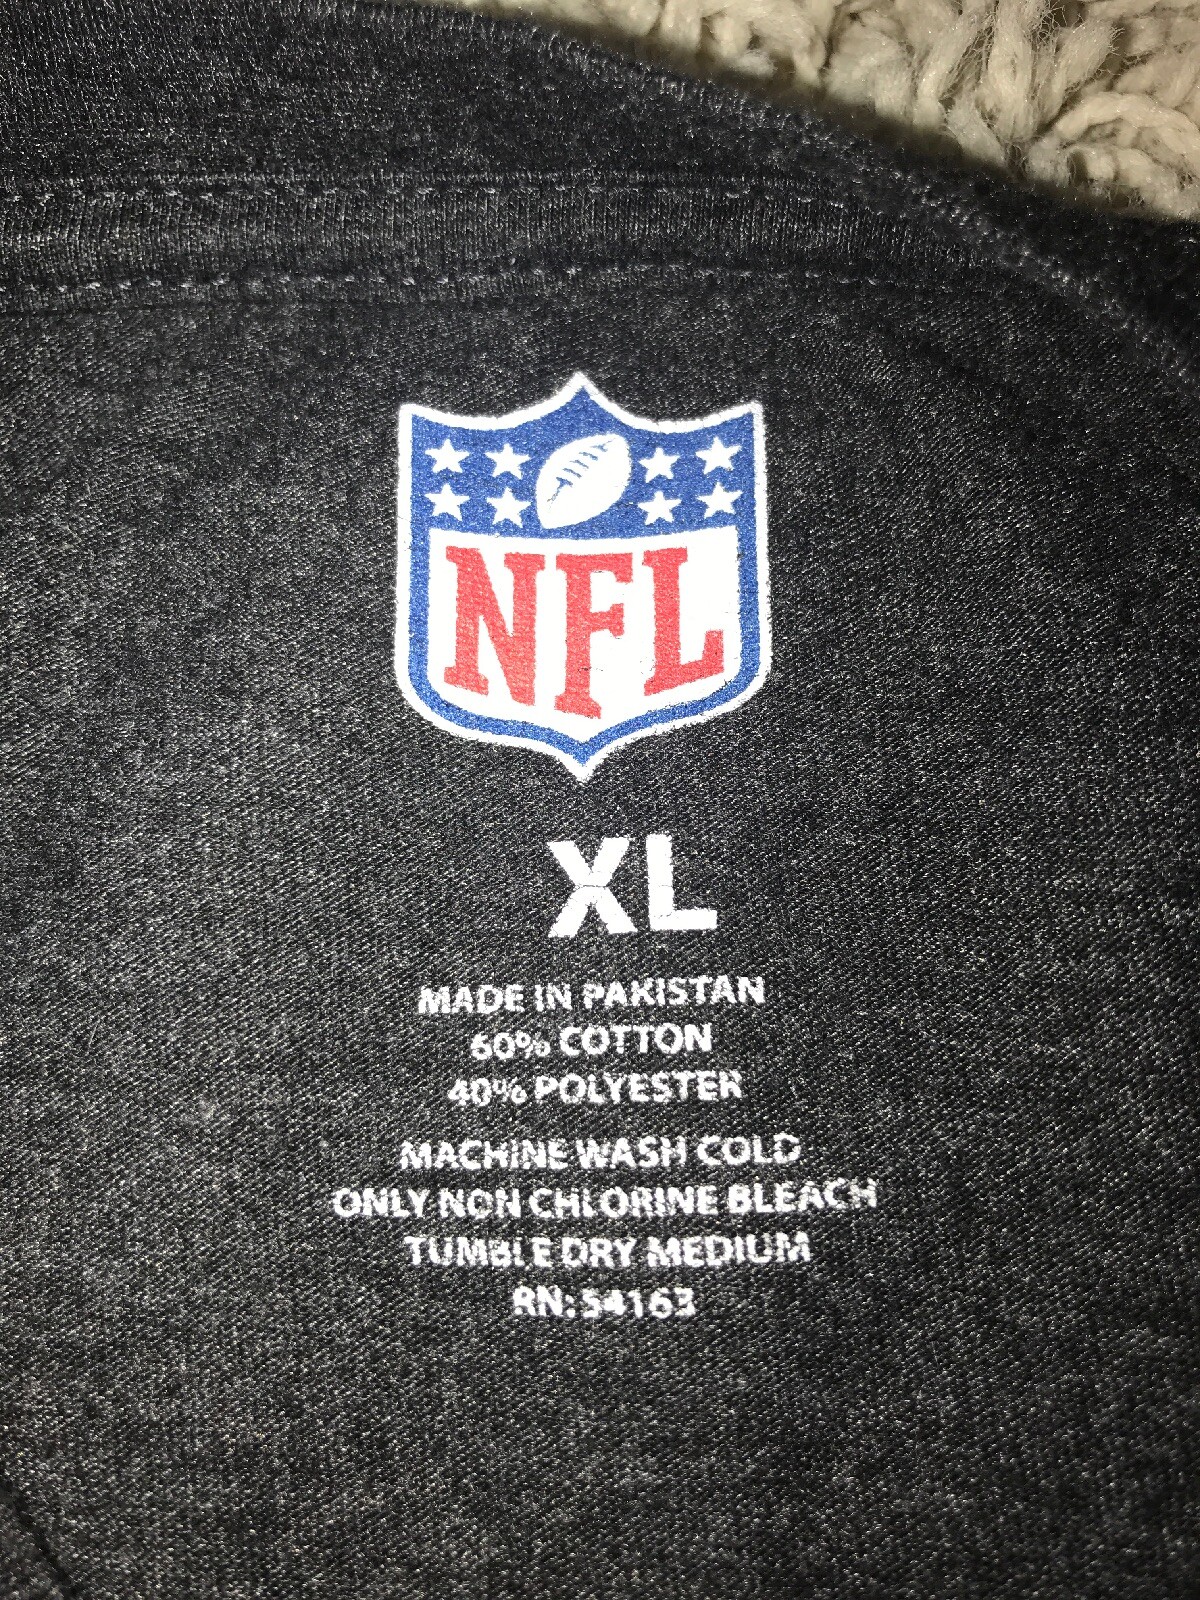 NFL
XL
MADE IN PAKISTAN
60% COTTON
40% POLYESTER
MACHINE WASH COLD
ONLY NON CHLORINE BLEACH
TUMBLE DRY MEDIUM
RN: 54163